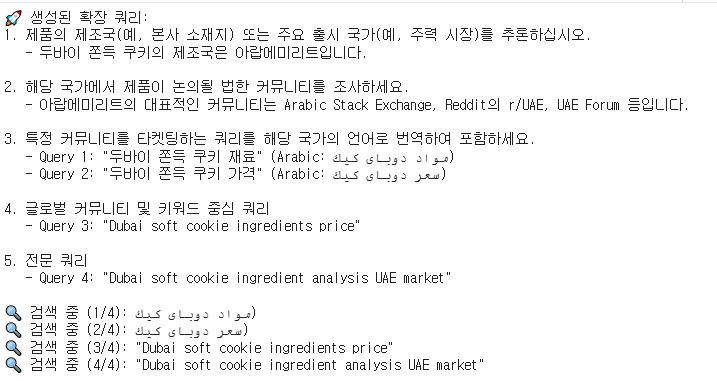 🚀 생성된 확장 쿼리:
1. 제품의 제조국(예, 본사 소재지) 또는 주요 출시 국가(예, 주력 시장)를 추론하십시오.
- 두바이 쫀득 쿠키의 제조국은 아랍에미리트입니다.
2. 해당 국가에서 제품이 논의될 법한 커뮤니티를 조사하세요.
- 아랍에미리트의 대표적인 커뮤니티는 Arabic Stack Exchange, Reddit의 r/UAE, UAE Forum 등입니다.
3. 특정 커뮤니티를 타켓팅하는 쿼리를 해당 국가의 언어로 번역하여 포함하세요.
- Query 1: "두바이 쫀득 쿠키 재료" (Arabic: مواد دوباى كيك)
- Query 2: "두바이 쫀득 쿠키 가격" (Arabic: سعر دوباى كيك)
4. 글로벌 커뮤니티 및 키워드 중심 쿼리
- Query 3: "Dubai soft cookie ingredients price"
5. 전문 쿼리
- Query 4: "Dubai soft cookie ingredient analysis UAE market"
🔍 검색 중 (1/4): مواد دوباى كيك)
🔍 검색 중 (2/4): سعر دوباى كيك)
🔍 검색 중 (3/4): "Dubai soft cookie ingredients price"
🔍 검색 중 (4/4): "Dubai soft cookie ingredient analysis UAE market"